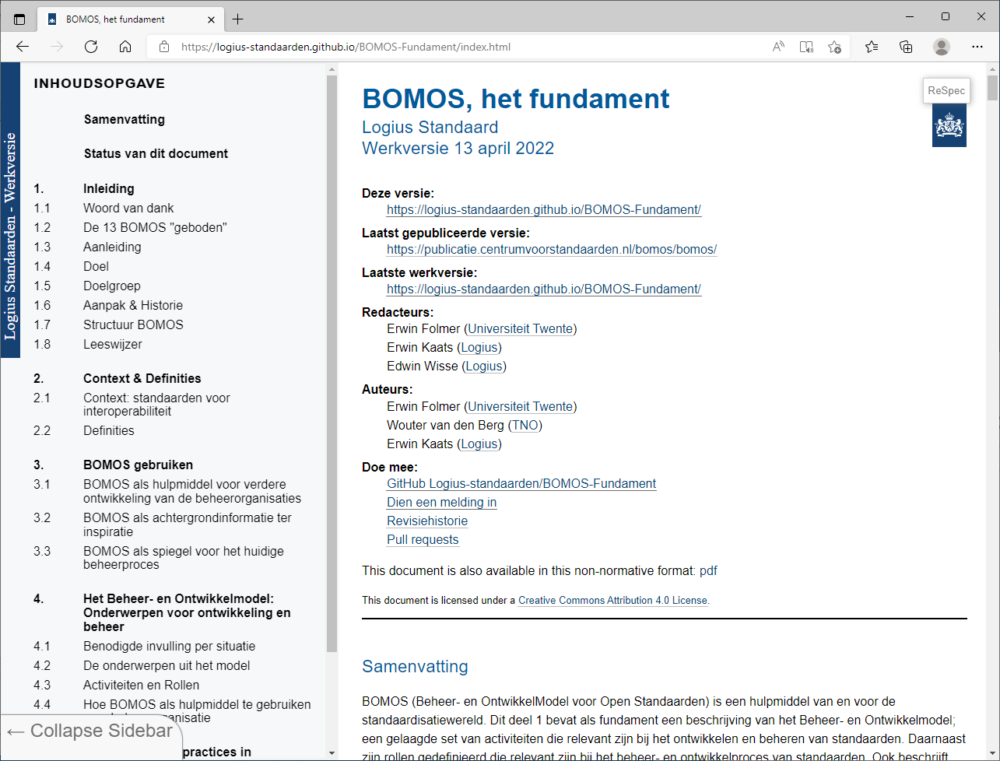 BOMOS, het fundament
https://logius-standaarden.github.io/BOMOS-Fundament/index.html
Logius Standaarden - Werkversie
INHOUDSOPGAVE
Samenvatting
Status van dit document
1. Inleiding
1.1 Woord van dank
1.2 De 13 BOMOS "geboden"
1.3 Aanleiding
1.4 Doel
1.5 Doelgroep
1.6 Aanpak & Historie
1.7 Structuur BOMOS
1.8 Leeswijzer
2. Context & Definities
2.1 Context: standaarden voor
interoperabiliteit
2.2 Definities
3. BOMOS gebruiken
3.1 BOMOS als hulpmiddel voor verdere
ontwikkeling van de beheerorganisaties
3.2 BOMOS als achtergrondinformatie ter
inspiratie
3.3 BOMOS als spiegel voor het huidige
beheerproces
4. Het Beheer- en Ontwikkelmodel:
Onderwerpen voor ontwikkeling en
beheer
4.1 Benodigde invulling per situatie
4.2 De onderwerpen uit het model
4.3 Activiteiten en Rollen
4.4 Hoe BOMOS als hulpmiddel te gebruiken
nisatie
← Collapse Sidebar
practices in
BOMOS, het fundament
ReSpec
Logius Standaard
Werkversie 13 april 2022
Deze versie:
https://logius-standaarden.github.io/BOMOS-Fundament/
Laatst gepubliceerde versie:
https://publicatie.centrumvoorstandaarden.nl/bomos/bomos/
Laatste werkversie:
https://logius-standaarden.github.io/BOMOS-Fundament/
Redacteurs:
Erwin Folmer (Universiteit Twente)
Erwin Kaats (Logius)
Edwin Wisse (Logius)
Auteurs:
Erwin Folmer (Universiteit Twente)
Wouter van den Berg (TNO)
Erwin Kaats (Logius)
Doe mee:
GitHub Logius-standaarden/BOMOS-Fundament
Dien een melding in
Revisiehistorie
Pull requests
This document is also available in this non-normative format: pdf
This document is licensed under a Creative Commons Attribution 4.0 License.
Samenvatting
BOMOS (Beheer- en OntwikkelModel voor Open Standaarden) is een hulpmiddel van en voor de
standaardisatiewereld. Dit deel 1 bevat als fundament een beschrijving van het Beheer- en Ontwikkelmodel;
een gelaagde set van activiteiten die relevant zijn bij het ontwikkelen en beheren van standaarden. Daarnaast
zijn rollen gedefinieerd die relevant zijn bij het beheer- en ontwikkelproces van standaarden. Ook beschrijft